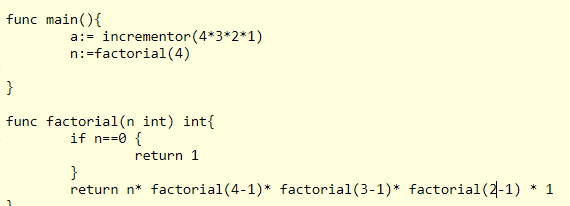 func main(){
a:= incrementor(4*3*2*1)
n:=factorial(4)
}
func factorial(n int) int{
if n==0 {
return 1
}
return n* factorial(4-1)* factorial(3-1)* factorial(2-1) * 1
}